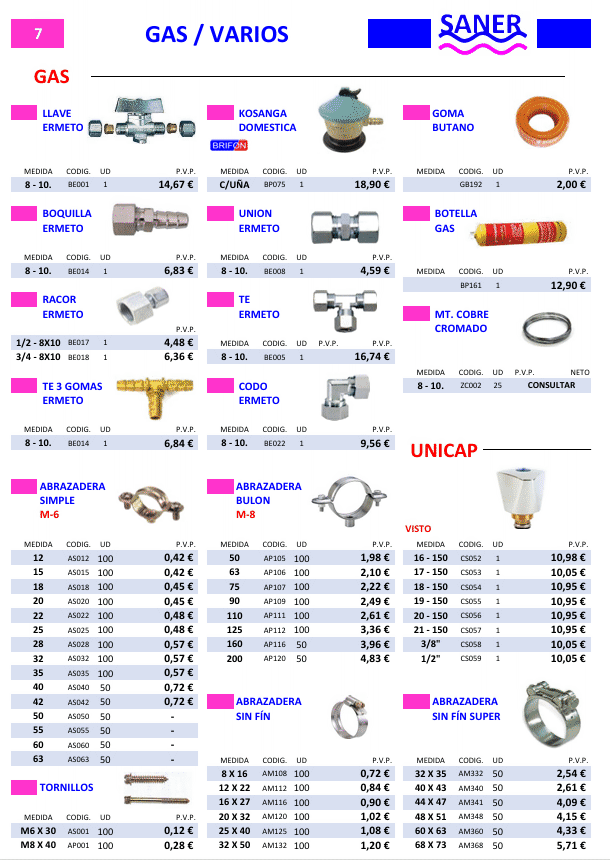 7
GAS / VARIOS
SANER
GAS
LLAVE
ERMETO
MEDIDA CODIG. UD P.V.P.
8 - 10. BE001 1 14,67 €
KOSANGA
DOMESTICA
BRIFÓN
MEDIDA CODIG. UD P.V.P.
C/UÑA BP075 1 18,90 €
GOMA
BUTANO
MEDIDA CODIG. UD P.V.P.
GB192 1 2,00 €
BOQUILLA
ERMETO
MEDIDA CODIG. UD P.V.P.
8 - 10. BE014 1 6,83 €
UNION
ERMETO
MEDIDA CODIG. UD P.V.P.
8 - 10. BE008 1 4,59 €
BOTELLA
GAS
MEDIDA CODIG. UD P.V.P.
BP161 1 12,90 €
RACOR
ERMETO
P.V.P.
1/2 - 8X10 BE017 1 4,48 €
3/4 - 8X10 BE018 1 6,36 €
TE
ERMETO
MEDIDA CODIG. UD P.V.P. P.V.P.
8 - 10. BE005 1 16,74 €
MT. COBRE
CROMADO
MEDIDA CODIG. UD P.V.P. NETO
8 - 10. ZC002 25 CONSULTAR
TE 3 GOMAS
ERMETO
MEDIDA CODIG. UD P.V.P.
8 - 10. BE014 1 6,84 €
CODO
ERMETO
MEDIDA CODIG. UD P.V.P.
8 - 10. BE022 1 9,56 €
UNICAP
VISTO
MEDIDA CODIG. UD P.V.P.
16 - 150 CS052 1 10,98 €
17 - 150 CS053 1 10,05 €
18 - 150 CS054 1 10,95 €
19 - 150 CS055 1 10,95 €
20 - 150 CS056 1 10,95 €
21 - 150 CS057 1 10,95 €
3/8" CS058 1 10,05 €
1/2" CS059 1 10,05 €
ABRAZADERA
SIMPLE
M-6
MEDIDA CODIG. UD P.V.P.
12 AS012 100 0,42 €
15 AS015 100 0,42 €
18 AS018 100 0,45 €
20 AS020 100 0,45 €
22 AS022 100 0,48 €
25 AS025 100 0,48 €
28 AS028 100 0,57 €
32 AS032 100 0,57 €
35 AS035 100 0,57 €
40 AS040 50 0,72 €
42 AS042 50 0,72 €
50 AS050 50 -
55 AS055 50 -
60 AS060 50 -
63 AS063 50 -
ABRAZADERA
BULON
M-8
MEDIDA CODIG. UD P.V.P.
50 AP105 100 1,98 €
63 AP106 100 2,10 €
75 AP107 100 2,22 €
90 AP109 100 2,49 €
110 AP111 100 2,61 €
125 AP112 100 3,36 €
160 AP116 50 3,96 €
200 AP120 50 4,83 €
TORNILLOS
MEDIDA CODIG. UD P.V.P.
M6 X 30 AS001 100 0,12 €
M8 X 40 AP001 100 0,28 €
ABRAZADERA
SIN FÍN
MEDIDA CODIG. UD P.V.P.
8 X 16 AM108 100 0,72 €
12 X 22 AM112 100 0,84 €
16 X 27 AM116 100 0,90 €
20 X 32 AM120 100 1,02 €
25 X 40 AM125 100 1,08 €
32 X 50 AM132 100 1,20 €
ABRAZADERA
SIN FÍN SUPER
MEDIDA CODIG. UD P.V.P.
32 X 35 AM332 50 2,54 €
40 X 43 AM340 50 2,61 €
44 X 47 AM341 50 4,09 €
48 X 51 AM348 50 4,15 €
60 X 63 AM360 50 4,33 €
68 X 73 AM368 50 5,71 €